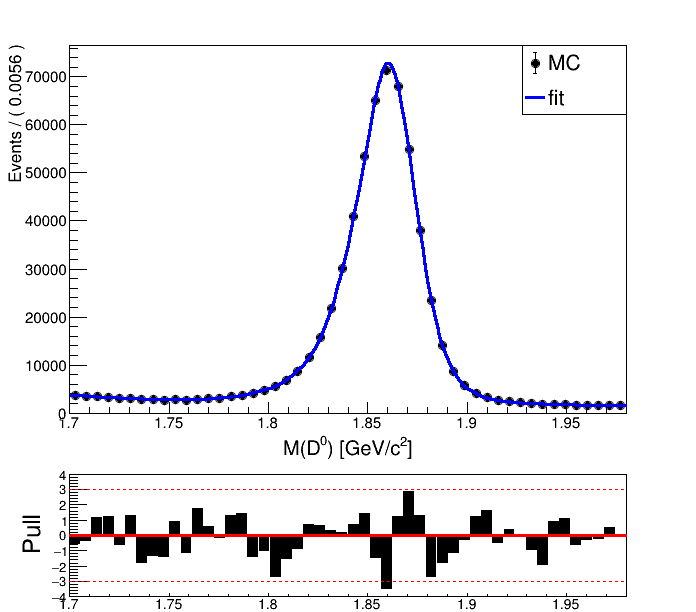 Events / ( 0.0056 )
70000
60000
50000
40000
30000
20000
10000
0
MC
fit
1.7 1.75 1.8 1.85 1.9 1.95
M(D⁰) [GeV/c²]
Pull
4
3
2
1
0
−1
−2
−3
−4
1.7 1.75 1.8 1.85 1.9 1.95